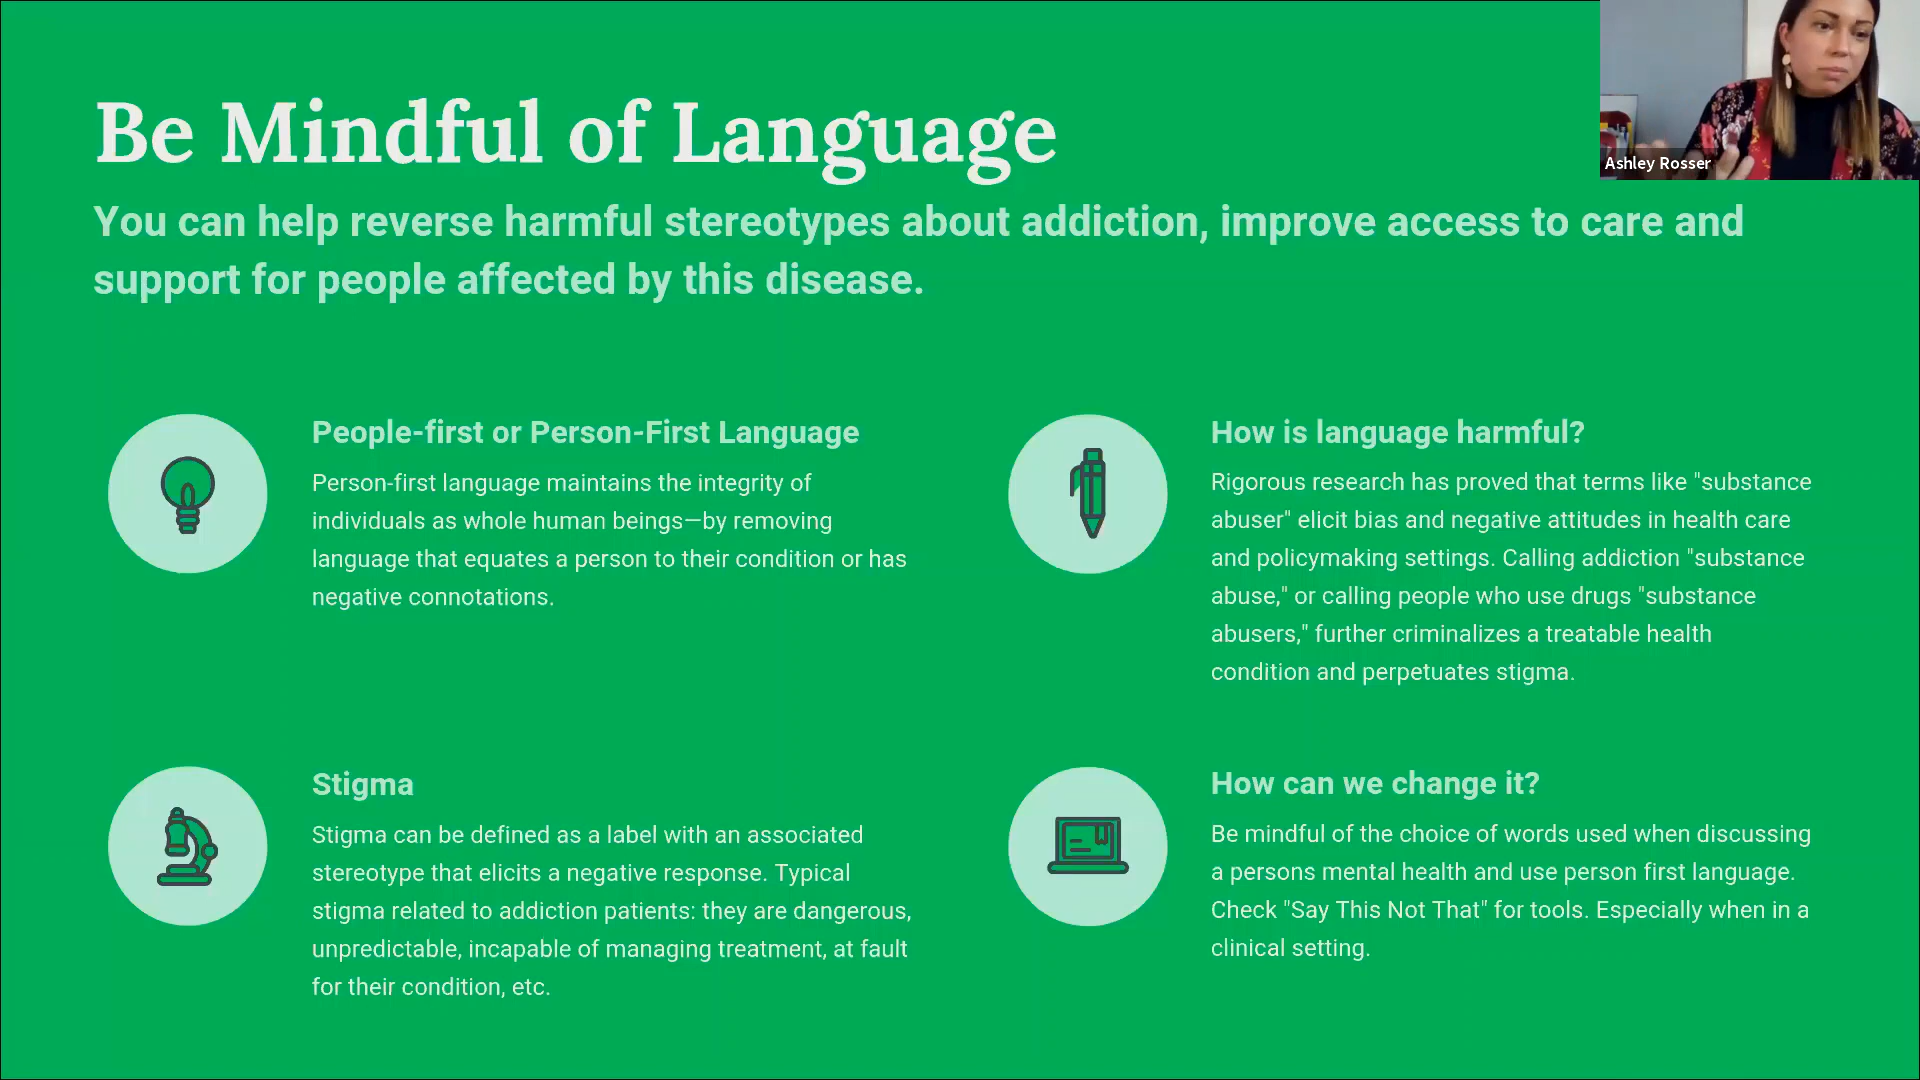 Be Mindful of Language
Ashley Rosser
You can help reverse harmful stereotypes about addiction, improve access to care and
support for people affected by this disease.
People-first or Person-First Language
Person-first language maintains the integrity of
individuals as whole human beings—by removing
language that equates a person to their condition or has
negative connotations.
How is language harmful?
Rigorous research has proved that terms like "substance
abuser" elicit bias and negative attitudes in health care
and policymaking settings. Calling addiction "substance
abuse," or calling people who use drugs "substance
abusers," further criminalizes a treatable health
condition and perpetuates stigma.
Stigma
Stigma can be defined as a label with an associated
stereotype that elicits a negative response. Typical
stigma related to addiction patients: they are dangerous,
unpredictable, incapable of managing treatment, at fault
for their condition, etc.
How can we change it?
Be mindful of the choice of words used when discussing
a persons mental health and use person first language.
Check "Say This Not That" for tools. Especially when in a
clinical setting.